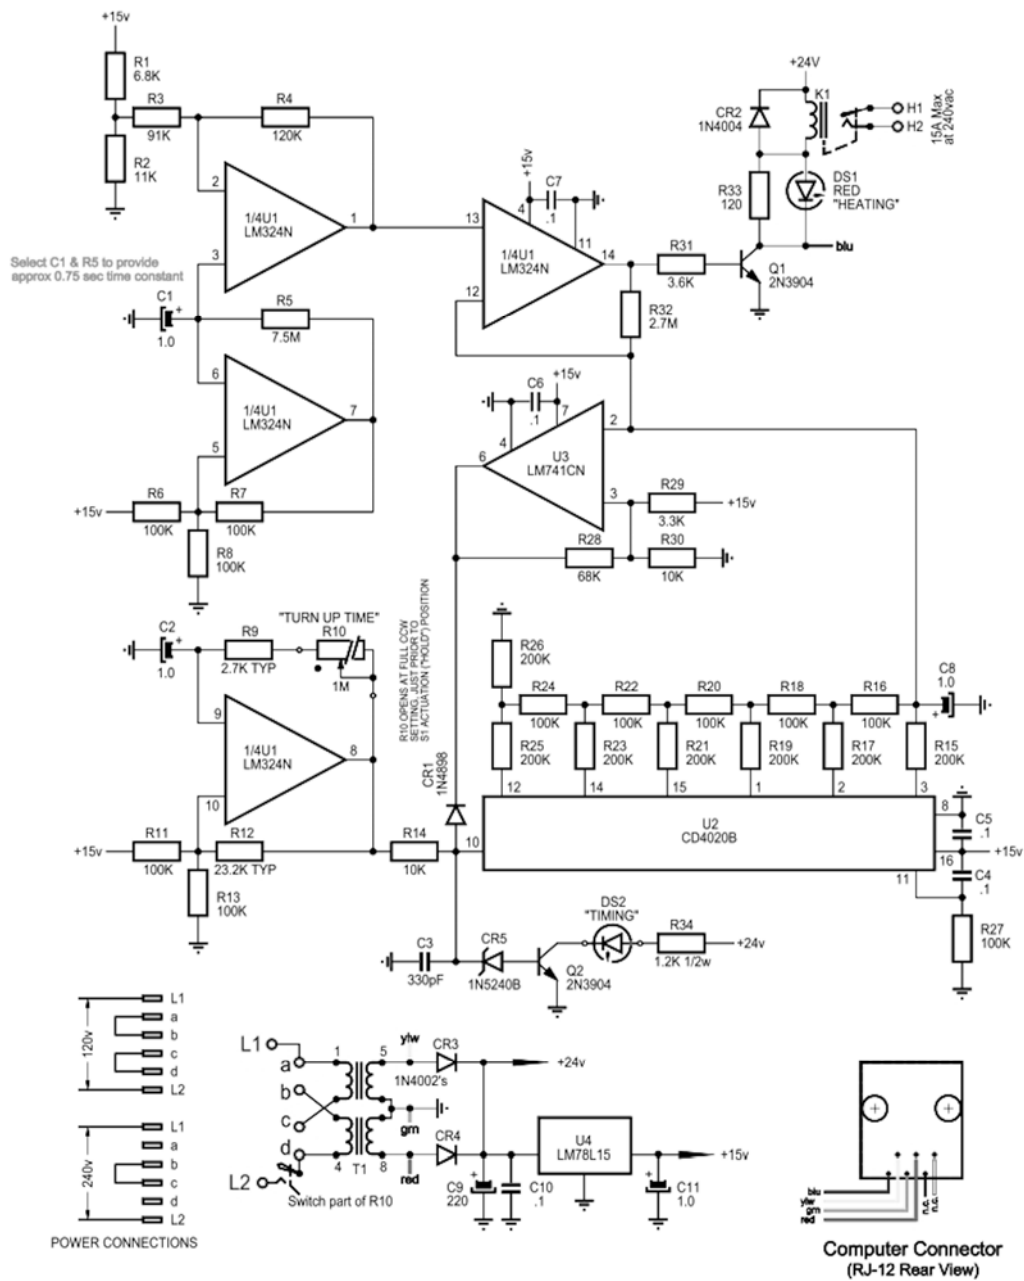 +15v
R1
6.8K
R3
91K
R4
120K
R2
11K
2
3
1
1/4U1
LM324N
Select C1 & R5 to provide
approx 0.75 sec time constant
C1
+
1.0
R5
7.5M
6
5
7
1/4U1
LM324N
+15v
R6
100K
R7
100K
R8
100K
+15v
C7
.1
4
11
13
12
14
1/4U1
LM324N
R31
3.6K
R32
2.7M
+24V
K1
CR2
1N4004
H1
H2
15A Max
at 240vac
R33
120
DS1
RED
"HEATING"
blu
Q1
2N3904
C6
.1
+15v
7
4
2
3
6
U3
LM741CN
R29
3.3K
+15v
R28
68K
R30
10K
"TURN UP TIME"
C2
+
1.0
R9
2.7K TYP
R10
1M
R10 OPENS AT FULL CCW
SETTING, JUST PRIOR TO
S1 ACTUATION ("HOLD") POSITION
9
10
8
1/4U1
LM324N
+15v
R11
100K
R12
23.2K TYP
R13
100K
R14
10K
CR1
1N4898
R26
200K
R24
100K
R22
100K
R20
100K
R18
100K
R16
100K
C8
1.0
+
R25
200K
R23
200K
R21
200K
R19
200K
R17
200K
R15
200K
12
14
15
1
2
3
10
U2
CD4020B
8
16
11
C5
.1
+15v
C4
.1
R27
100K
C3
330pF
CR5
1N5240B
DS2
"TIMING"
Q2
2N3904
R34
1.2K 1/2w
+24v
120v
L1
a
b
c
d
L2
240v
L1
a
b
c
d
L2
POWER CONNECTIONS
L1
a
b
c
d
L2
1
4
5
8
T1
Switch part of R10
ylw
grn
red
CR3
1N4002's
CR4
+24v
U4
LM78L15
+15v
C9
220
+
C10
.1
C11
1.0
+
blu
ylw
grn
red
n.c.
n.c.
Computer Connector
(RJ-12 Rear View)